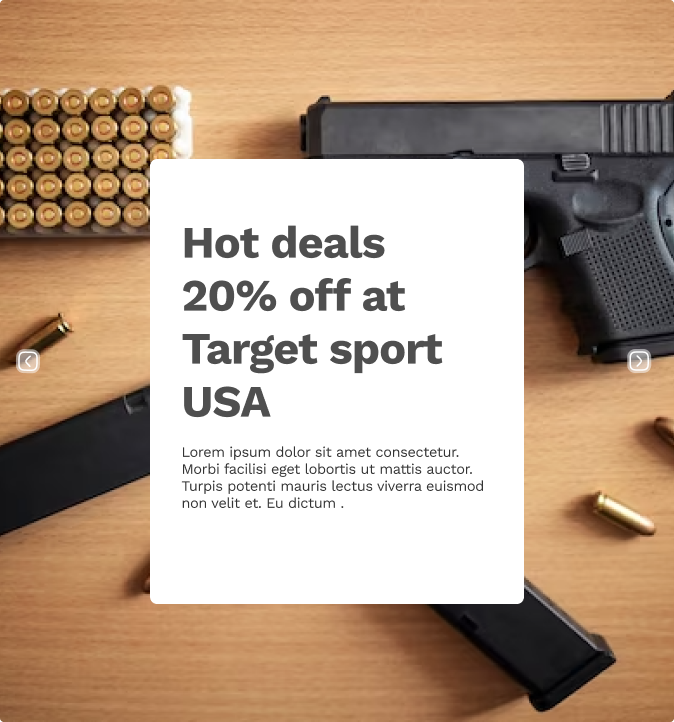 Hot deals
20% off at
Target sport
USA
Lorem ipsum dolor sit amet consectetur.
Morbi facilisi eget lobortis ut mattis auctor.
Turpis potenti mauris lectus viverra euismod
non velit et. Eu dictum .